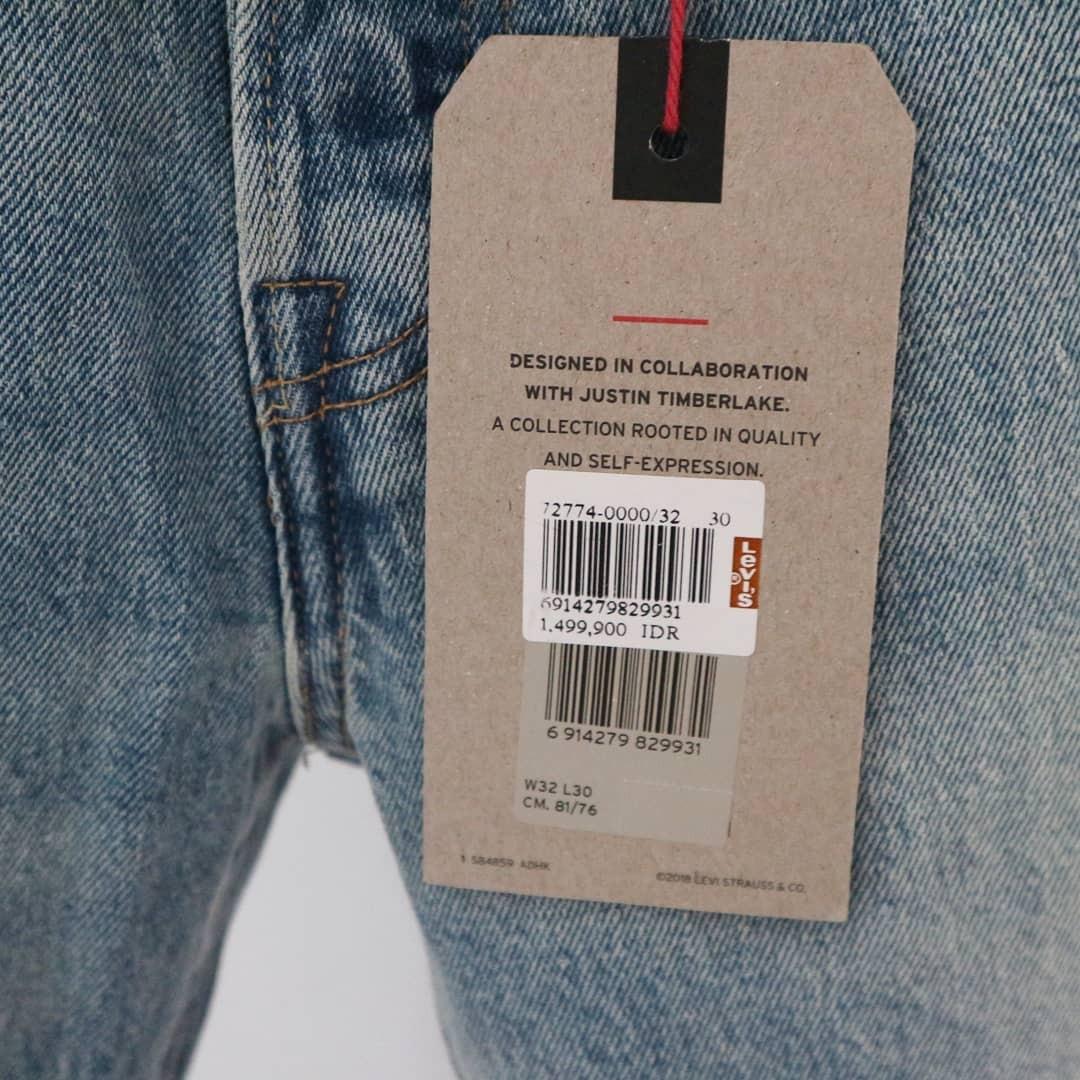 DESIGNED IN COLLABORATION
WITH JUSTIN TIMBERLAKE.
A COLLECTION ROOTED IN QUALITY
AND SELF-EXPRESSION.
72774-0000/32 30
Levi's®
6914279829931
1,499,900 IDR
6 914279 829931
W32 L30
CM. 81/76
1 584859 ADHK
©2018 LEVI STRAUSS & CO.